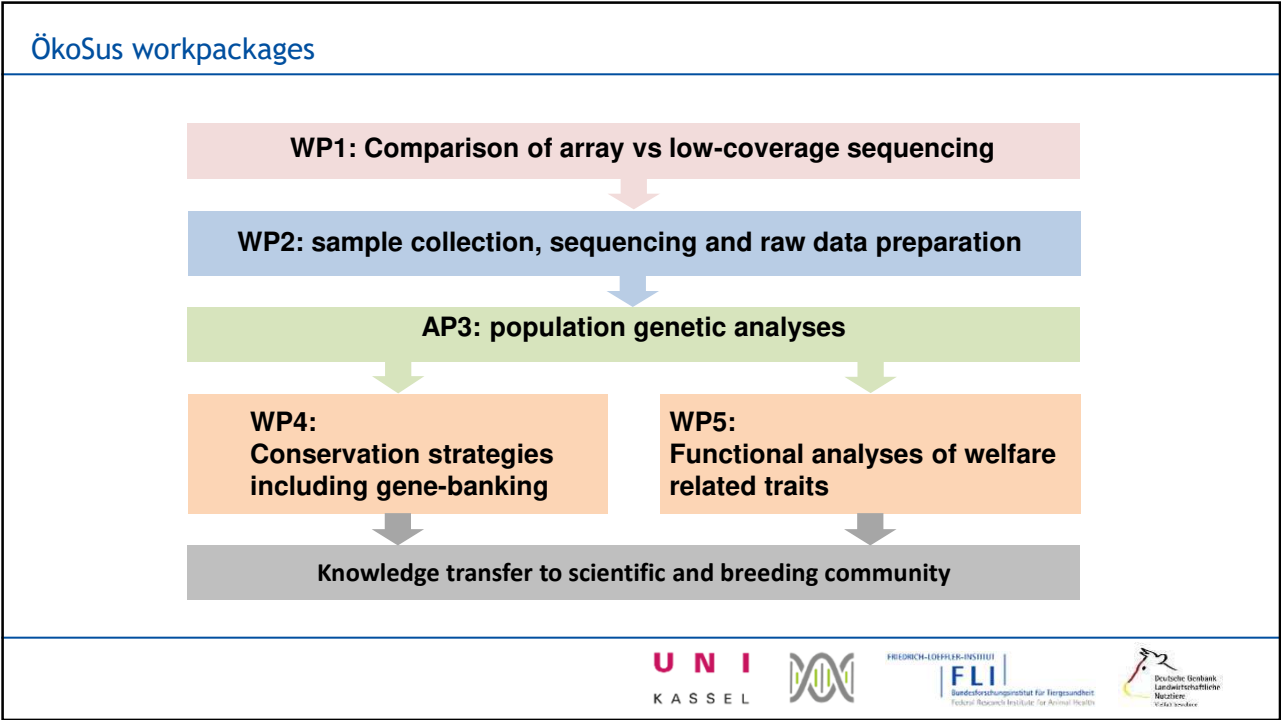 ÖkoSus workpackages
WP1: Comparison of array vs low-coverage sequencing
WP2: sample collection, sequencing and raw data preparation
AP3: population genetic analyses
WP4:
Conservation strategies
including gene-banking
WP5:
Functional analyses of welfare
related traits
Knowledge transfer to scientific and breeding community
UNI
KASSEL
FRIEDRICH-LOEFFLER-INSTITUT
FLI
Bundesforschungsinstitut für Tiergesundheit
Federal Research Institute for Animal Health
Deutsche Genbank
Landwirtschaftliche
Nutztiere